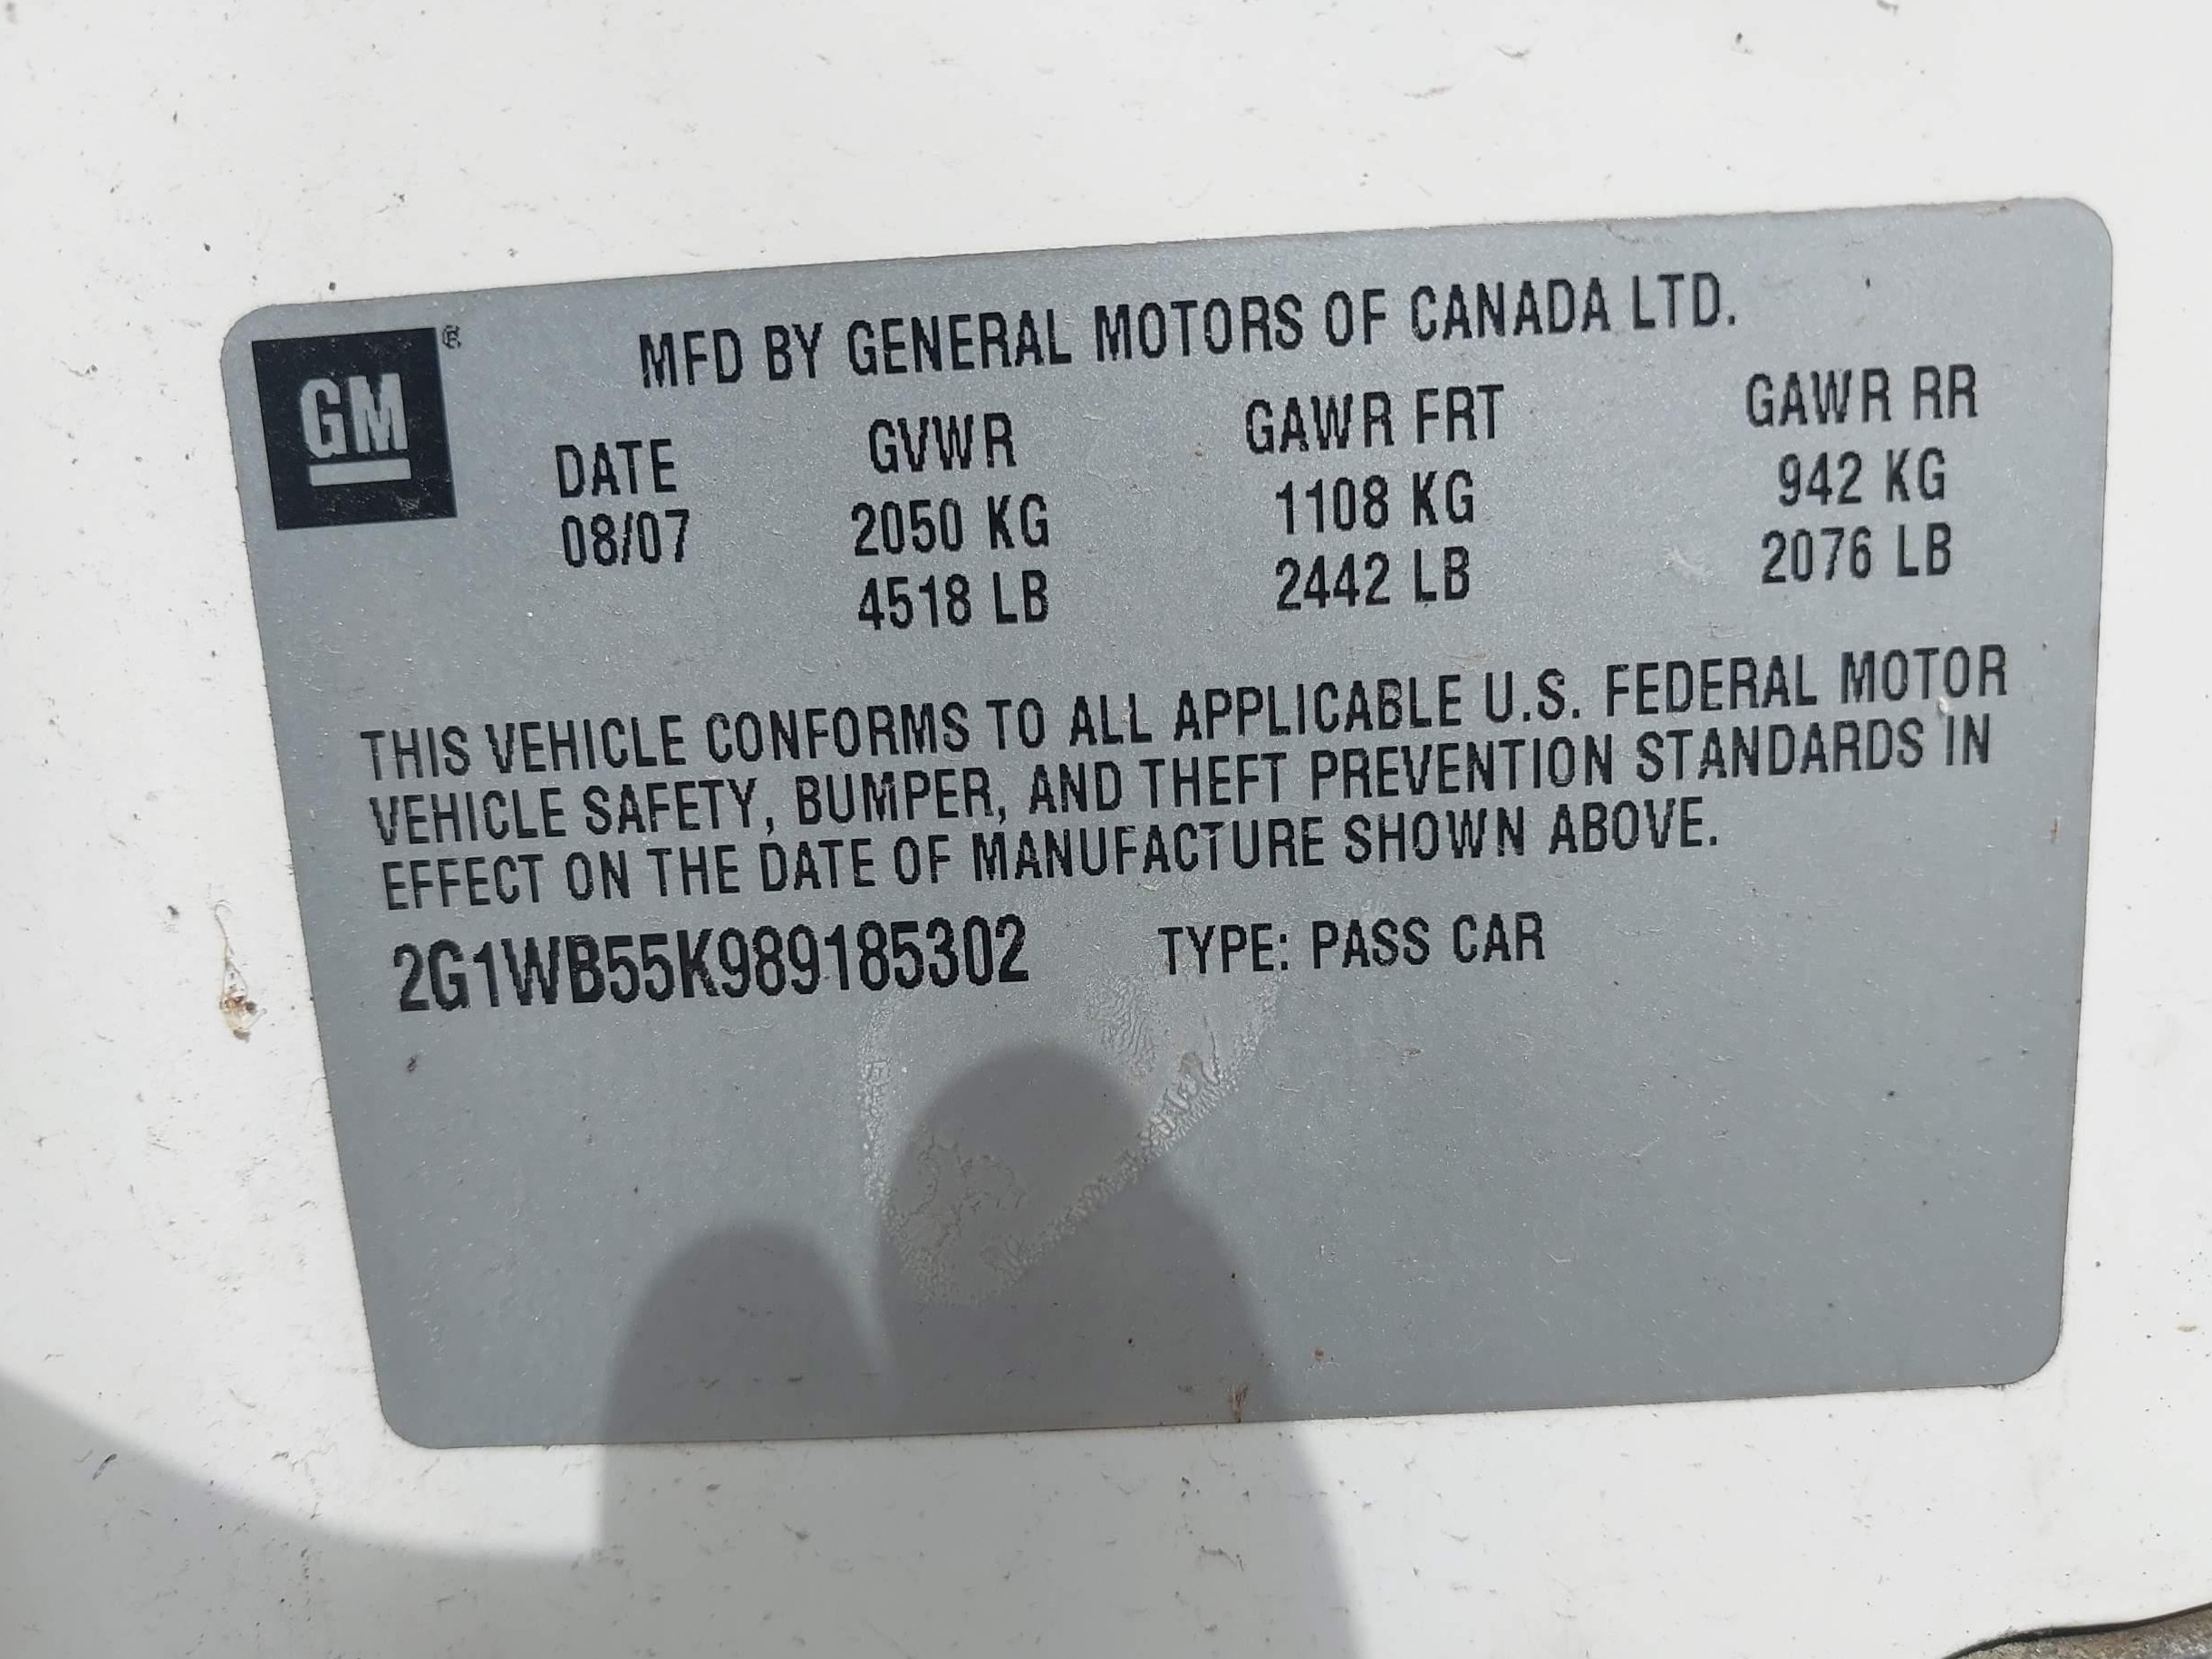 GM®
MFD BY GENERAL MOTORS OF CANADA LTD.
DATE GVWR GAWR FRT GAWR RR
08/07 2050 KG 1108 KG 942 KG
4518 LB 2442 LB 2076 LB
THIS VEHICLE CONFORMS TO ALL APPLICABLE U.S. FEDERAL MOTOR
VEHICLE SAFETY, BUMPER, AND THEFT PREVENTION STANDARDS IN
EFFECT ON THE DATE OF MANUFACTURE SHOWN ABOVE.
2G1WB55K989185302 TYPE: PASS CAR